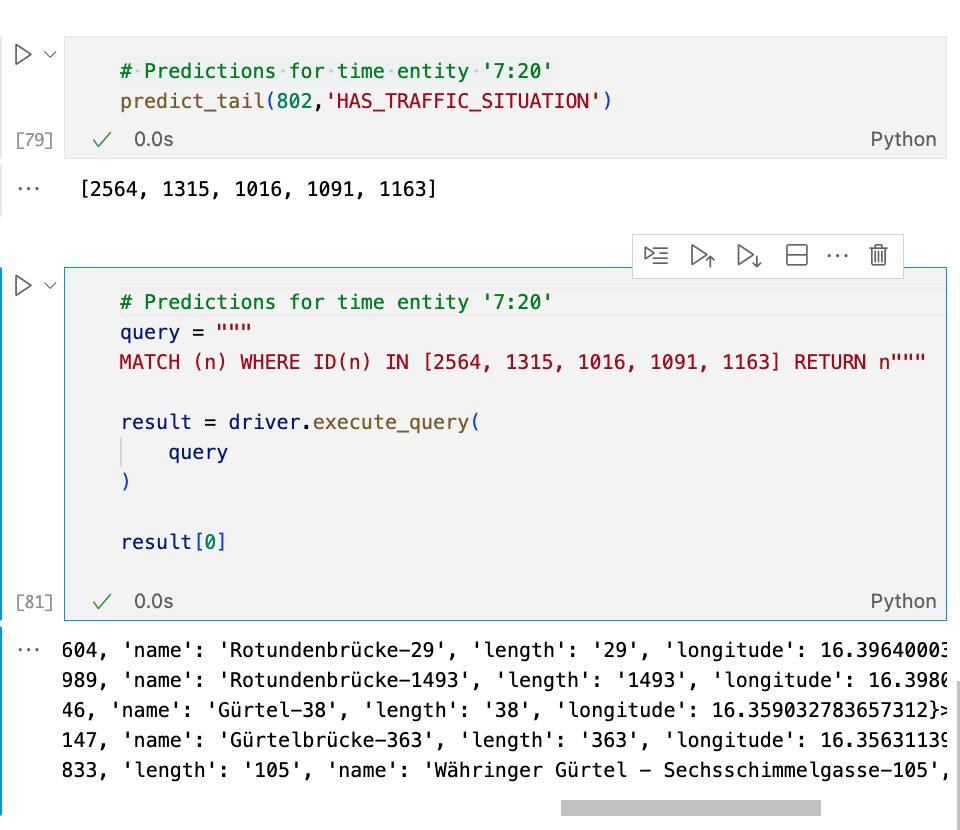 # Predictions for time entity '7:20'
predict_tail(802,'HAS_TRAFFIC_SITUATION')
[79]
0.0s
Python
[2564, 1315, 1016, 1091, 1163]
# Predictions for time entity '7:20'
query = """
MATCH (n) WHERE ID(n) IN [2564, 1315, 1016, 1091, 1163] RETURN n"""
result = driver.execute_query(
query
)
result[0]
[81]
0.0s
Python
604, 'name': 'Rotundenbrücke-29', 'length': '29', 'longitude': 16.39640003
989, 'name': 'Rotundenbrücke-1493', 'length': '1493', 'longitude': 16.3980
46, 'name': 'Gürtel-38', 'length': '38', 'longitude': 16.359032783657312}>
147, 'name': 'Gürtelbrücke-363', 'length': '363', 'longitude': 16.35631139
833, 'length': '105', 'name': 'Währinger Gürtel - Sechsschimmelgasse-105',